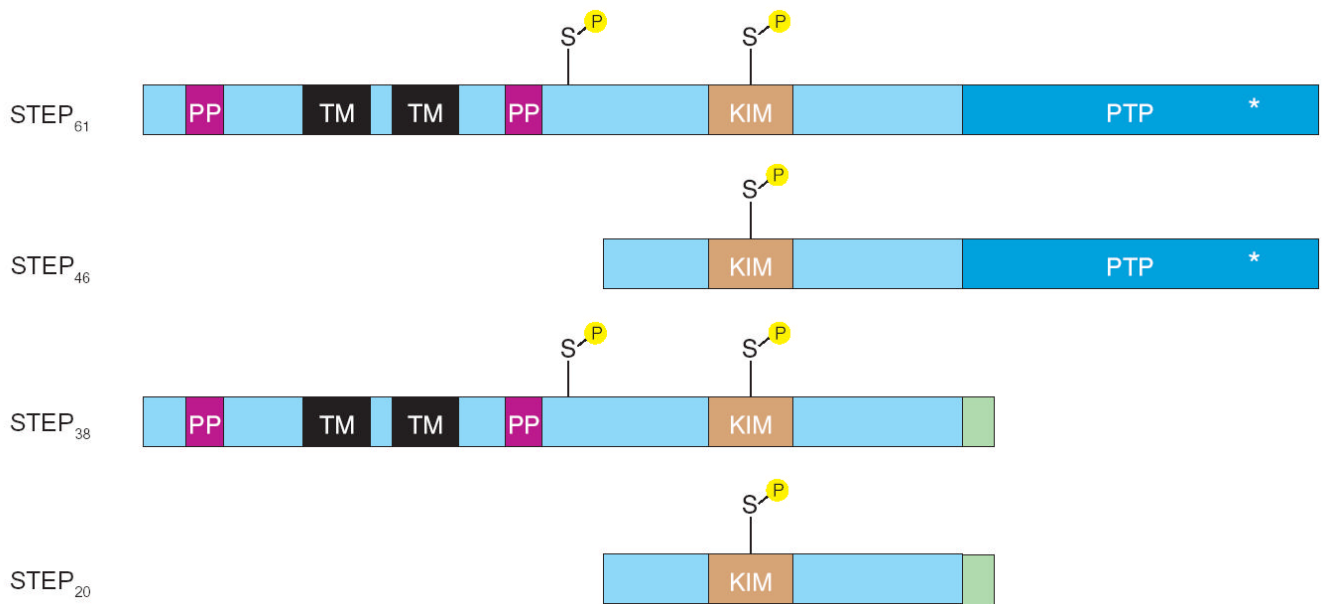 S P S P
STEP61 PP TM TM PP KIM PTP *
S P
STEP46 KIM PTP *
S P S P
STEP38 PP TM TM PP KIM
S P
STEP20 KIM